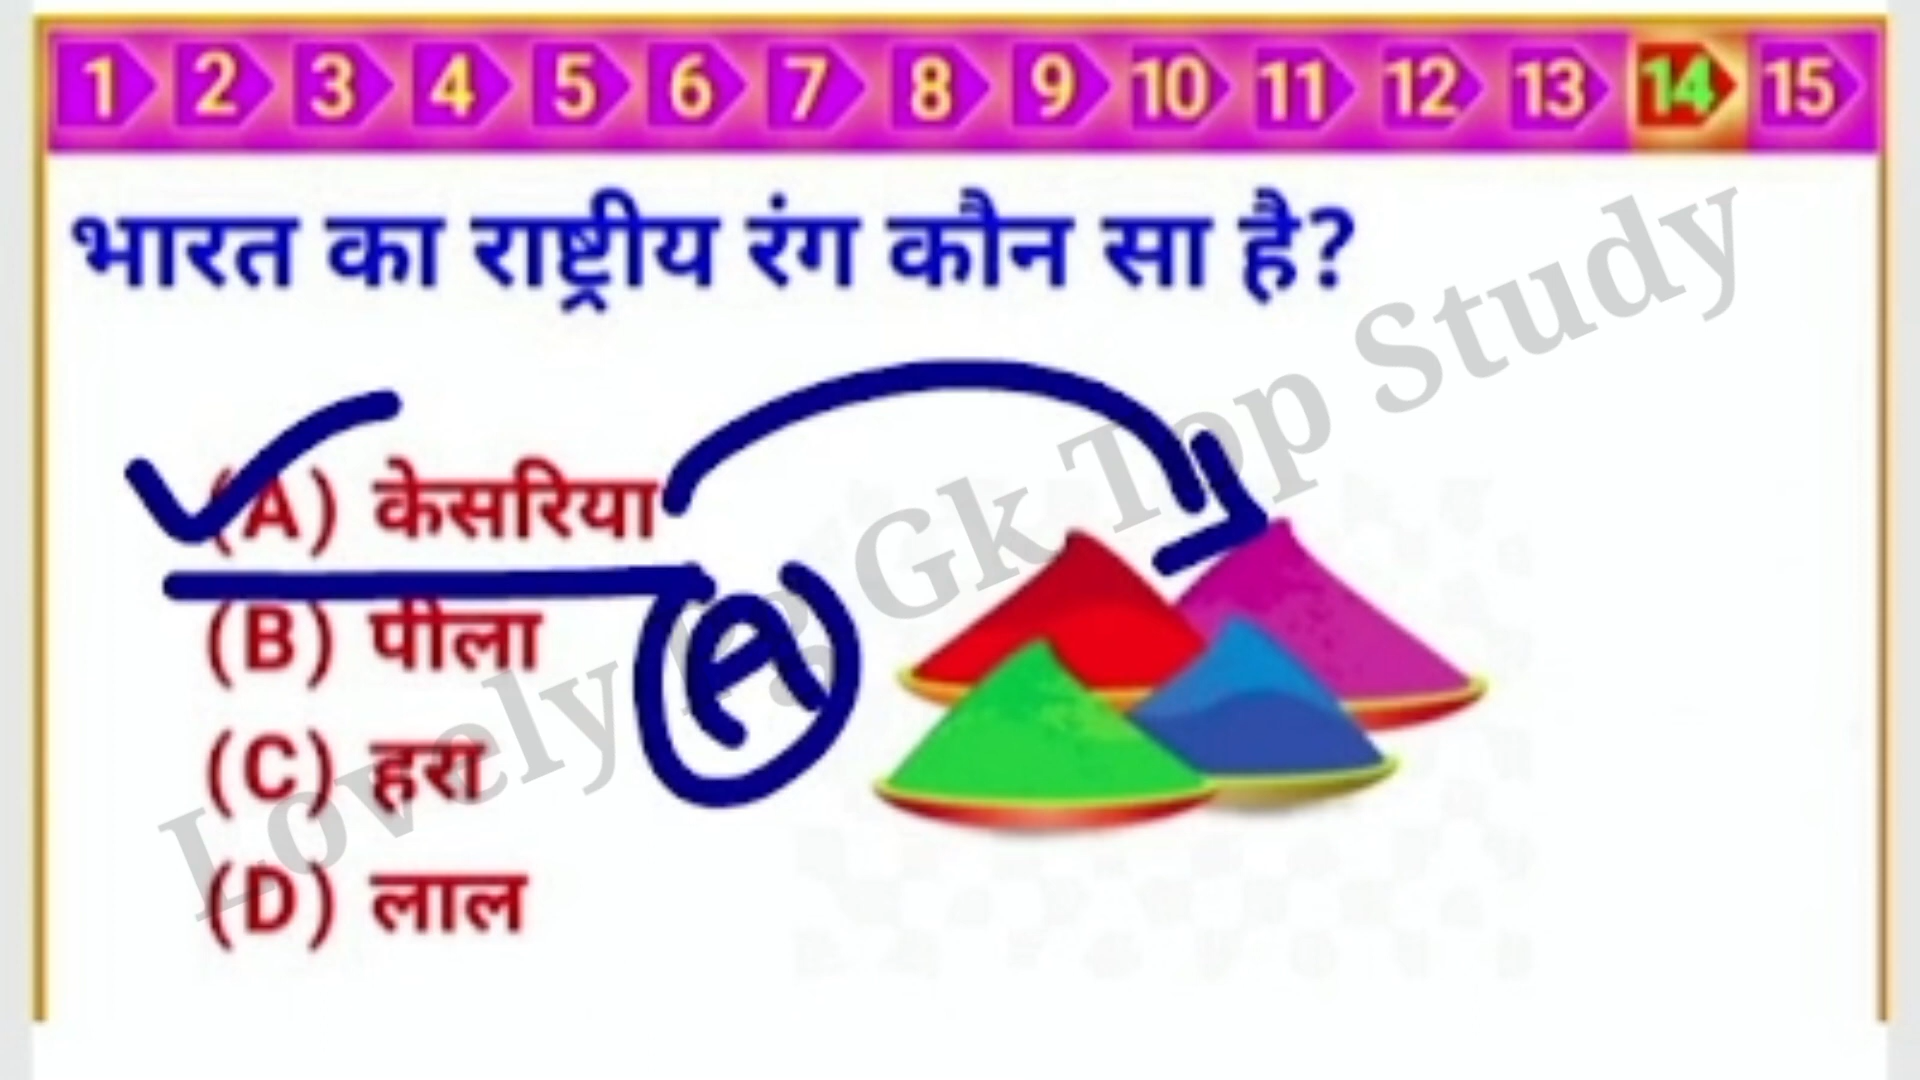 1 2 3 4 5 6 7 8 9 10 11 12 13 14 15
भारत का राष्ट्रीय रंग कौन सा है?
(A) केसरिया
(B) पीला
A
(C) हरा
(D) लाल
Lovely Gk Top Study